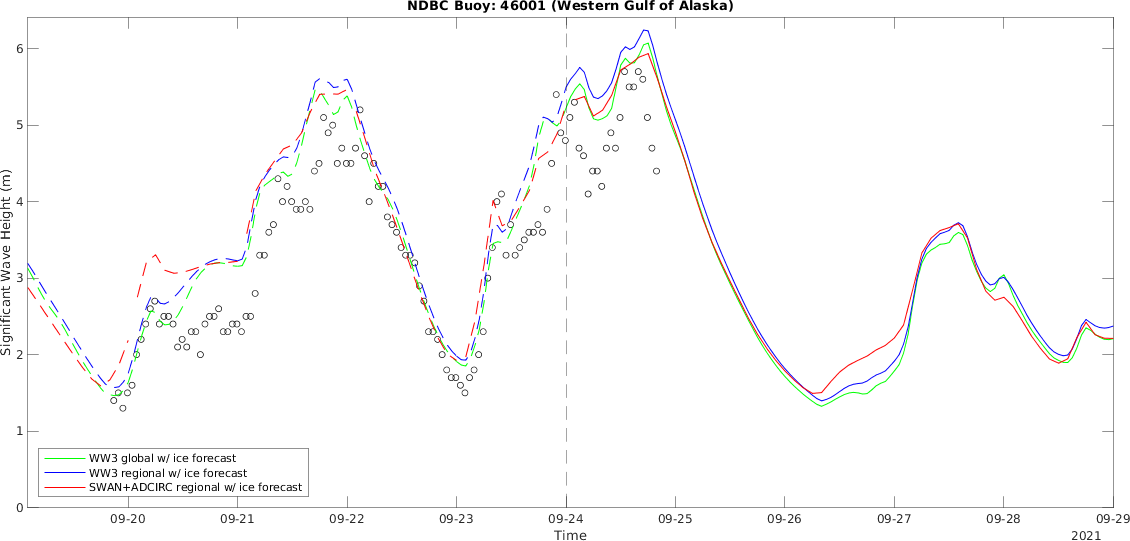 NDBC Buoy: 46001 (Western Gulf of Alaska)
Significant Wave Height (m)
6
5
4
3
2
1
0
WW3 global w/ ice forecast
WW3 regional w/ ice forecast
SWAN+ADCIRC regional w/ ice forecast
09-20 09-21 09-22 09-23 09-24 09-25 09-26 09-27 09-28 09-29
Time
2021